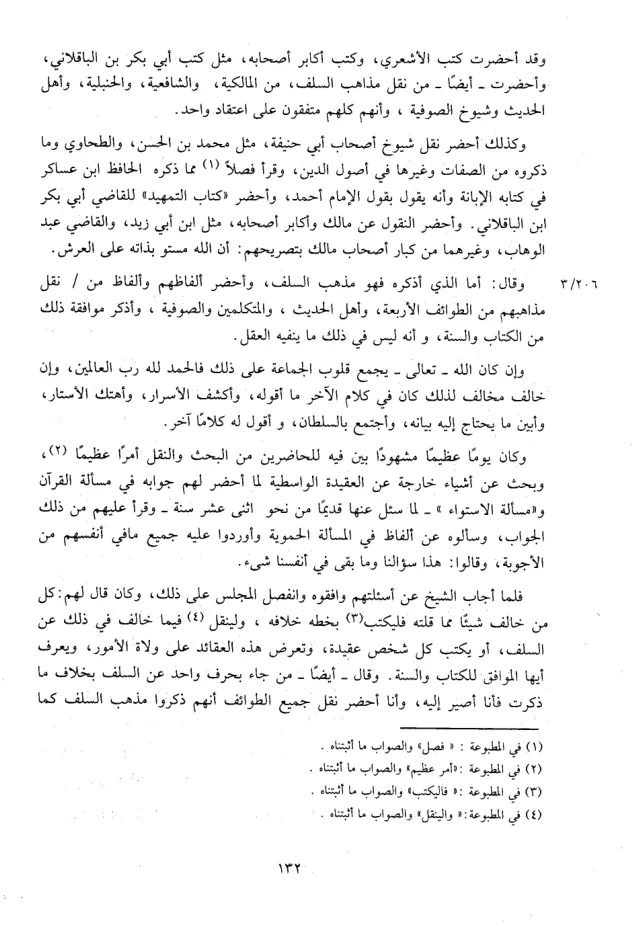 وقد أحضرت كتب الأشعري، وكتب أكابر أصحابه، مثل كتب أبي بكر بن الباقلاني،
وأحضرت ـ أيضًا ـ من نقل مذاهب السلف، من المالكية، والشافعية، والحنبلية، وأهل
الحديث وشيوخ الصوفية ، وأنهم كلهم متفقون على اعتقاد واحد.
وكذلك أحضر نقل شيوخ أصحاب أبي حنيفة، مثل محمد بن الحسن، والطحاوي وما
ذكروه من الصفات وغيرها في أصول الدين، وقرأ فصلاً (١) مما ذكره الحافظ ابن عساكر
في كتابه الإبانة وأنه يقول بقول الإمام أحمد، وأحضر «كتاب التمهيد» للقاضي أبي بكر
ابن الباقلاني. وأحضر النقول عن مالك وأكابر أصحابه، مثل ابن أبي زيد، والقاضي عبد
الوهاب، وغيرهما من كبار أصحاب مالك بتصريحهم: أن الله مستو بذاته على العرش.
وقال: أما الذي أذكره فهو مذهب السلف، وأحضر ألفاظهم وألفاظ من / نقل ٣/٢٠٦
مذاهبهم من الطوائف الأربعة، وأهل الحديث ، والمتكلمين والصوفية ، وأذكر موافقة ذلك
من الكتاب والسنة، و أنه ليس في ذلك ما ينفيه العقل.
وإن كان الله ـ تعالى ـ يجمع قلوب الجماعة على ذلك فالحمد لله رب العالمين، وإن
خالف مخالف لذلك كان في كلام الآخر ما أقوله، وأكشف الأسرار، وأهتك الأستار،
وأبين ما يحتاج إليه بيانه، وأجتمع بالسلطان، و أقول له كلامًا آخر.
وكان يومًا عظيمًا مشهودًا بين فيه للحاضرين من البحث والنقل أمرًا عظيمًا (٢)،
وبحث عن أشياء خارجة عن العقيدة الواسطية لما أحضر لهم جوابه في مسألة القرآن
و«مسألة الاستواء » ـ لما سئل عنها قديمًا من نحو اثنى عشر سنة ـ وقرأ عليهم من ذلك
الجواب، وسألوه عن ألفاظ في المسألة الحموية وأوردوا عليه جميع مافي أنفسهم من
الأجوبة، وقالوا: هذا سؤالنا وما بقى في أنفسنا شىء.
فلما أجاب الشيخ عن أسئلتهم وافقوه وانفصل المجلس على ذلك، وكان قال لهم:كل
من خالف شيئًا مما قلته فليكتب(٣) بخطه خلافه ، ولينقل (٤) فيما خالف في ذلك عن
السلف، أو يكتب كل شخص عقيدة، وتعرض هذه العقائد على ولاة الأمور، ويعرف
أيها الموافق للكتاب والسنة. وقال ـ أيضًا ـ من جاء بحرف واحد عن السلف بخلاف ما
ذكرت فأنا أصير إليه، وأنا أحضر نقل جميع الطوائف أنهم ذكروا مذهب السلف كما
(١) في المطبوعة : « فصل» والصواب ما أثبتناه .
(٢) في المطبوعة :«أمر عظيم» والصواب ما أثبتناه .
(٣) في المطبوعة :« فاليكتب» والصواب ما أثبتناه .
(٤) في المطبوعة:« والينقل» والصواب ما أثبتناه .
١٣٢